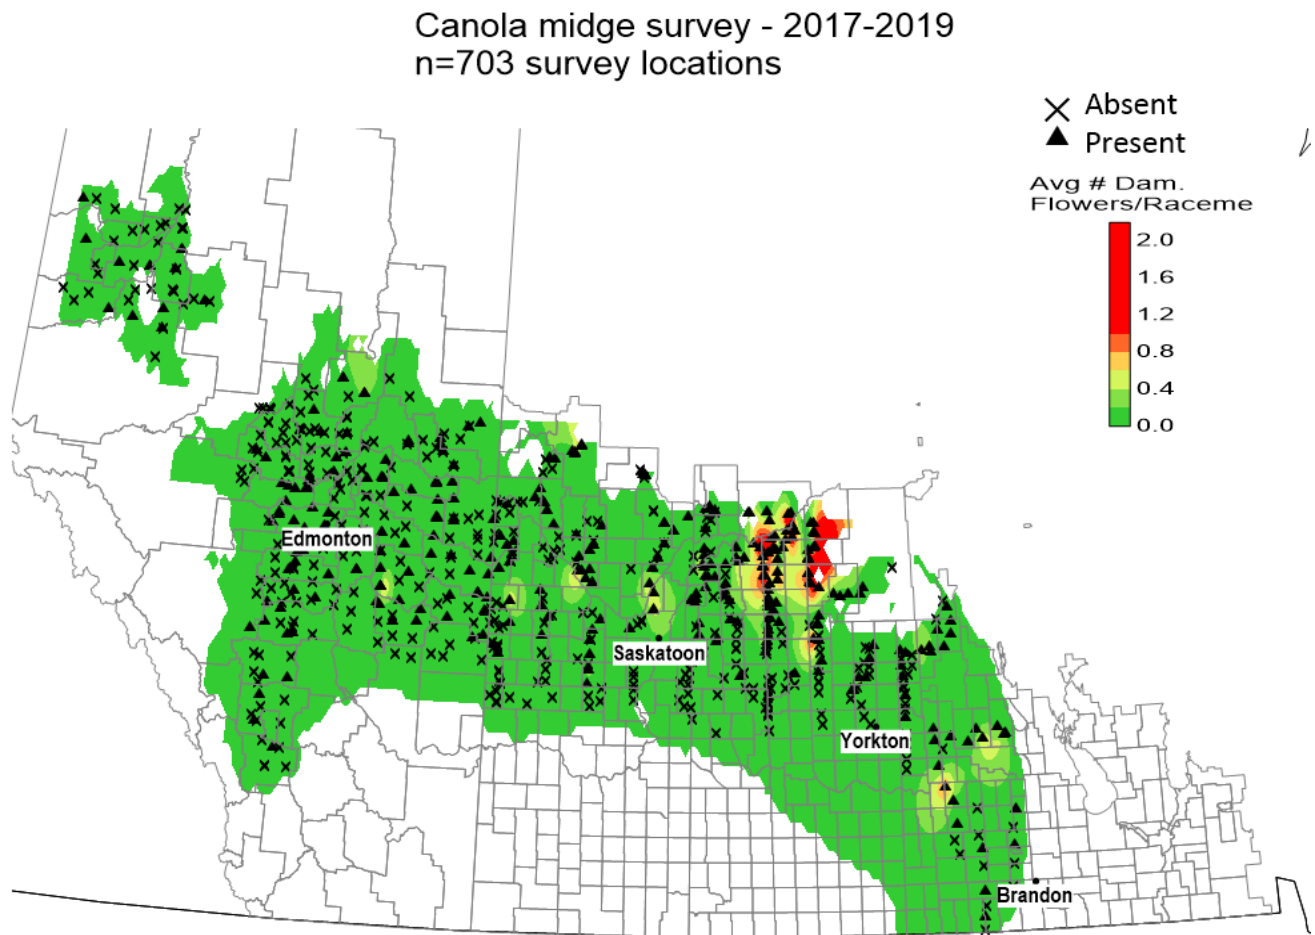 Canola midge survey - 2017-2019
n=703 survey locations
Absent
Present
Avg # Dam.
Flowers/Raceme
2.0
1.6
1.2
0.8
0.4
0.0
Edmonton
Saskatoon
Yorkton
Brandon